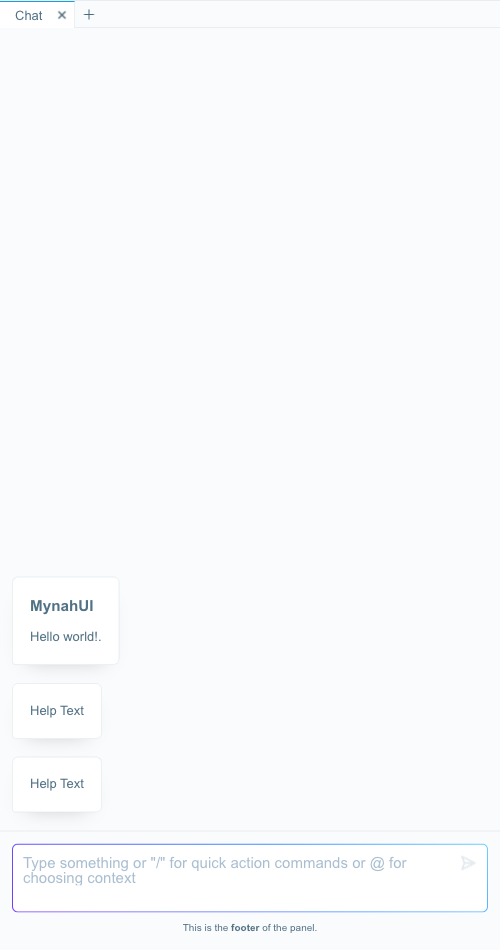 Chat
MynahUI
Hello world!.
Help Text
Help Text
Type something or "/" for quick action commands or @ for
choosing context
This is the footer of the panel.